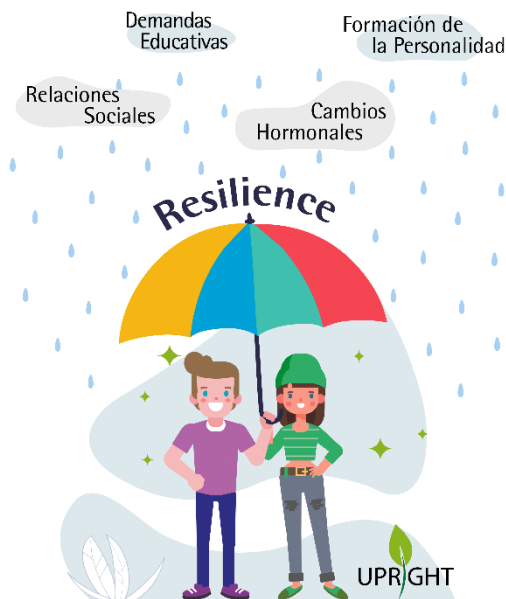 Demandas
Educativas
Formación de
la Personalidad
Relaciones
Sociales
Cambios
Hormonales
Resilience
UPRIGHT